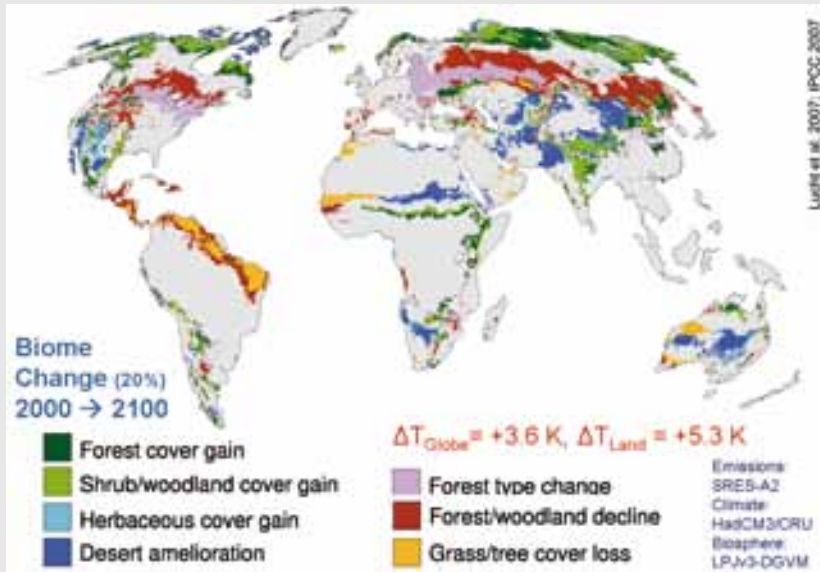 Lucht et al. 2007; IPCC 2007
Biome
Change (20%)
2000 → 2100
Forest cover gain
Shrub/woodland cover gain
Herbaceous cover gain
Desert amelioration
ΔTGlobe= +3.6 K, ΔTLand = +5.3 K
Forest type change
Forest/woodland decline
Grass/tree cover loss
Emissions:
SRES-A2
Climate:
HadCM3/CRU
Biosphere:
LPJv3-DGVM